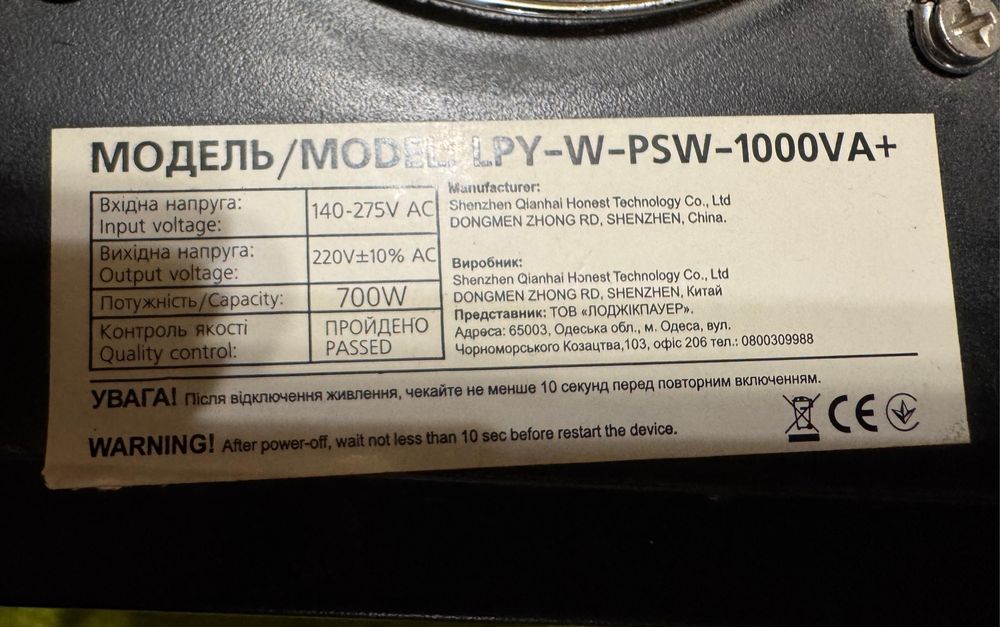 МОДЕЛЬ/MODEL: LPY-W-PSW-1000VA+
Вхідна напруга:
Input voltage:
140-275V AC
Вихідна напруга:
Output voltage:
220V±10% AC
Потужність/Capacity:
700W
Контроль якості
Quality control:
ПРОЙДЕНО
PASSED
Manufacturer:
Shenzhen Qianhai Honest Technology Co., Ltd
DONGMEN ZHONG RD, SHENZHEN, China.
Виробник:
Shenzhen Qianhai Honest Technology Co., Ltd
DONGMEN ZHONG RD, SHENZHEN, Китай
Представник: ТОВ «ЛОДЖІКПАУЕР».
Адреса: 65003, Одеська обл., м. Одеса, вул.
Чорноморського Козацтва,103, офіс 206 тел.: 0800309988
УВАГА! Після відключення живлення, чекайте не менше 10 секунд перед повторним включенням.
WARNING! After power-off, wait not less than 10 sec before restart the device.
CE